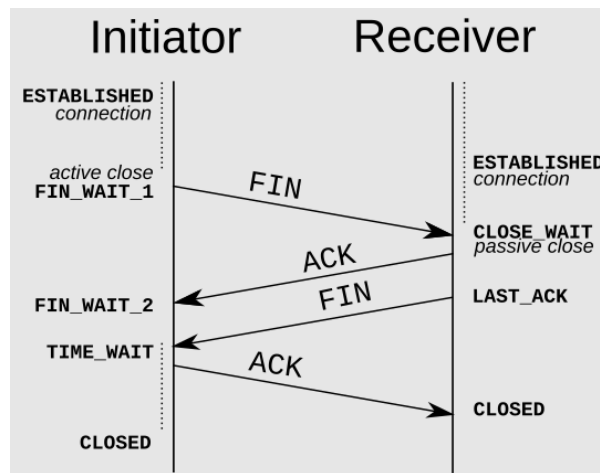 Initiator
Receiver
ESTABLISHED
connection
active close
FIN_WAIT_1
FIN
ESTABLISHED
connection
CLOSE_WAIT
passive close
ACK
FIN_WAIT_2
FIN
LAST_ACK
TIME_WAIT
ACK
CLOSED
CLOSED